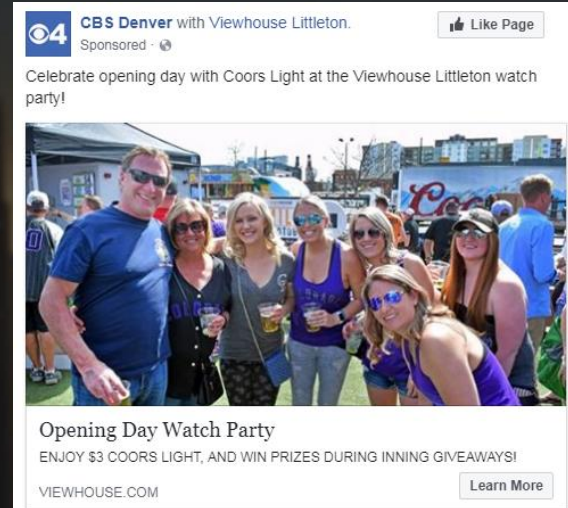 4
CBS Denver with Viewhouse Littleton.
Like Page
Sponsored ·
Celebrate opening day with Coors Light at the Viewhouse Littleton watch
party!
Coo
Opening Day Watch Party
ENJOY $3 COORS LIGHT, AND WIN PRIZES DURING INNING GIVEAWAYS!
VIEWHOUSE.COM
Learn More